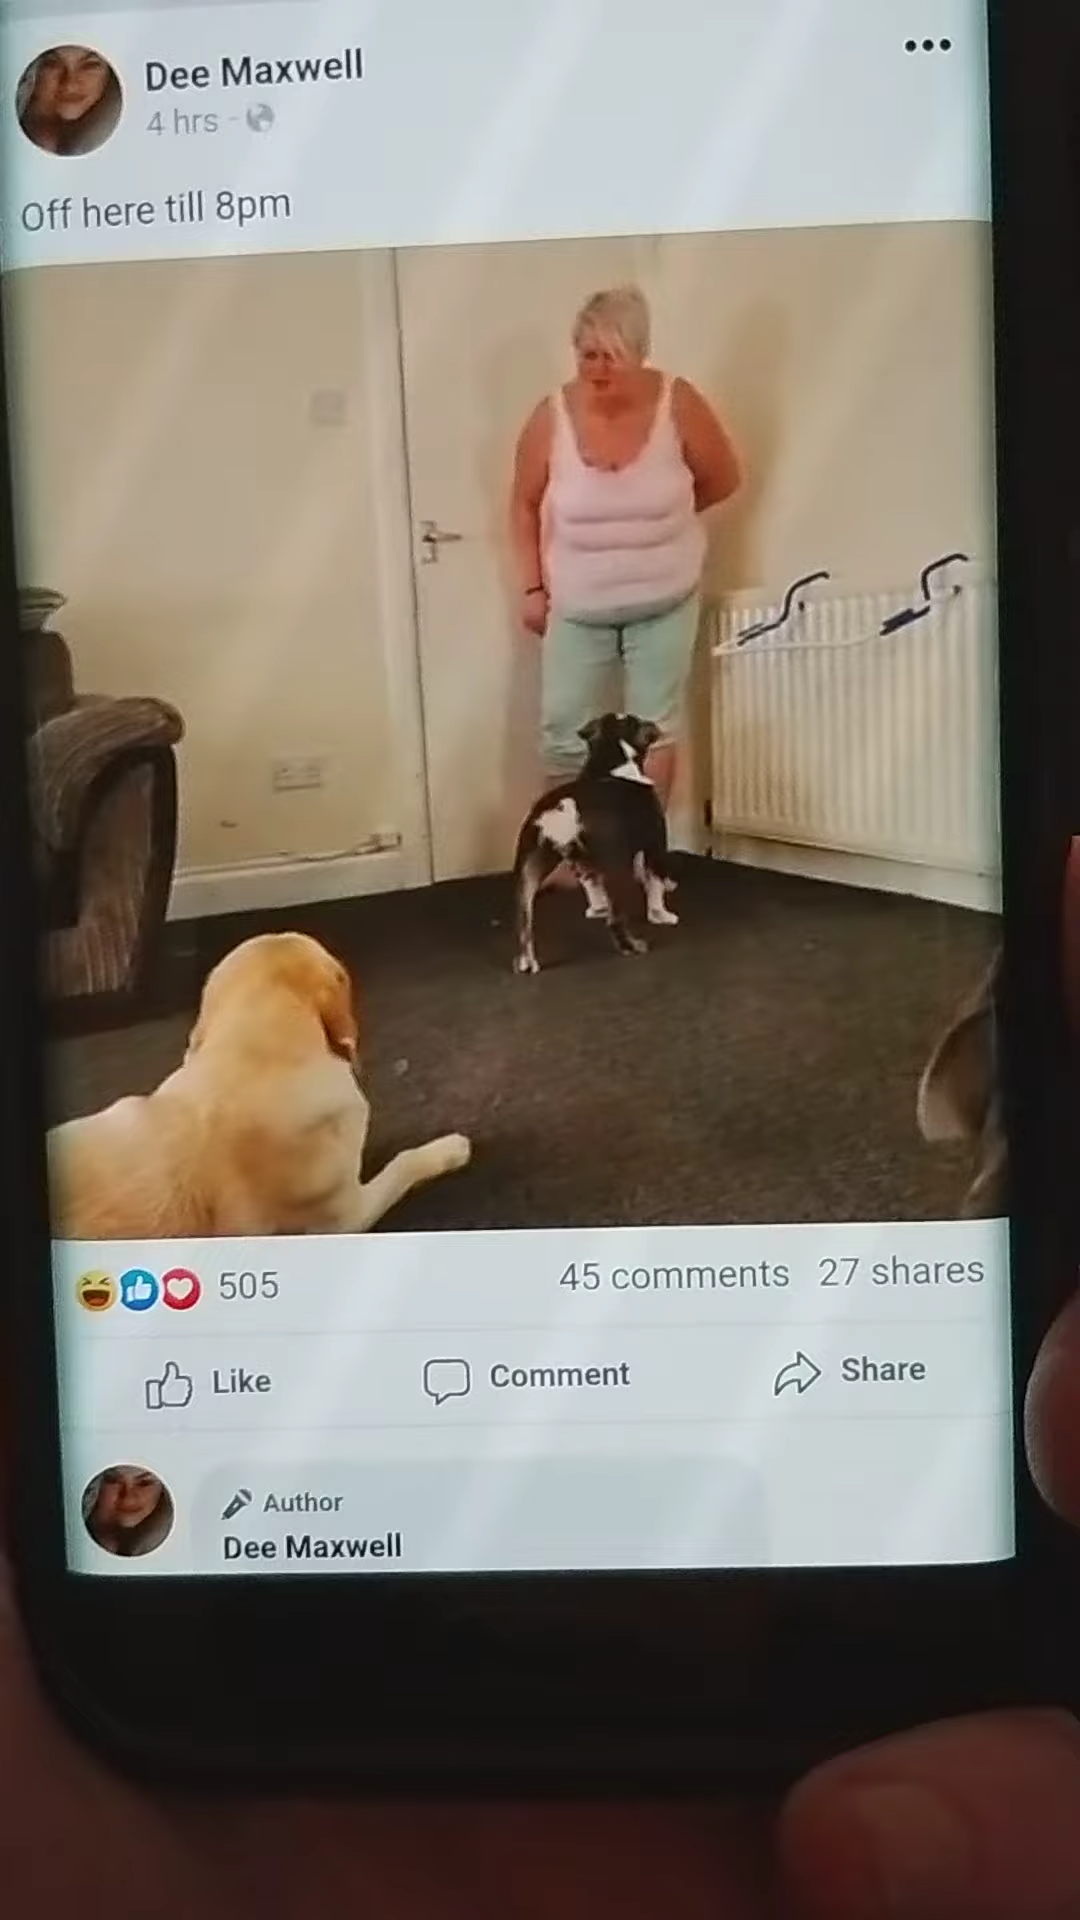 Dee Maxwell
4 hrs -
Off here till 8pm
505 45 comments 27 shares
Like Comment Share
Author
Dee Maxwell